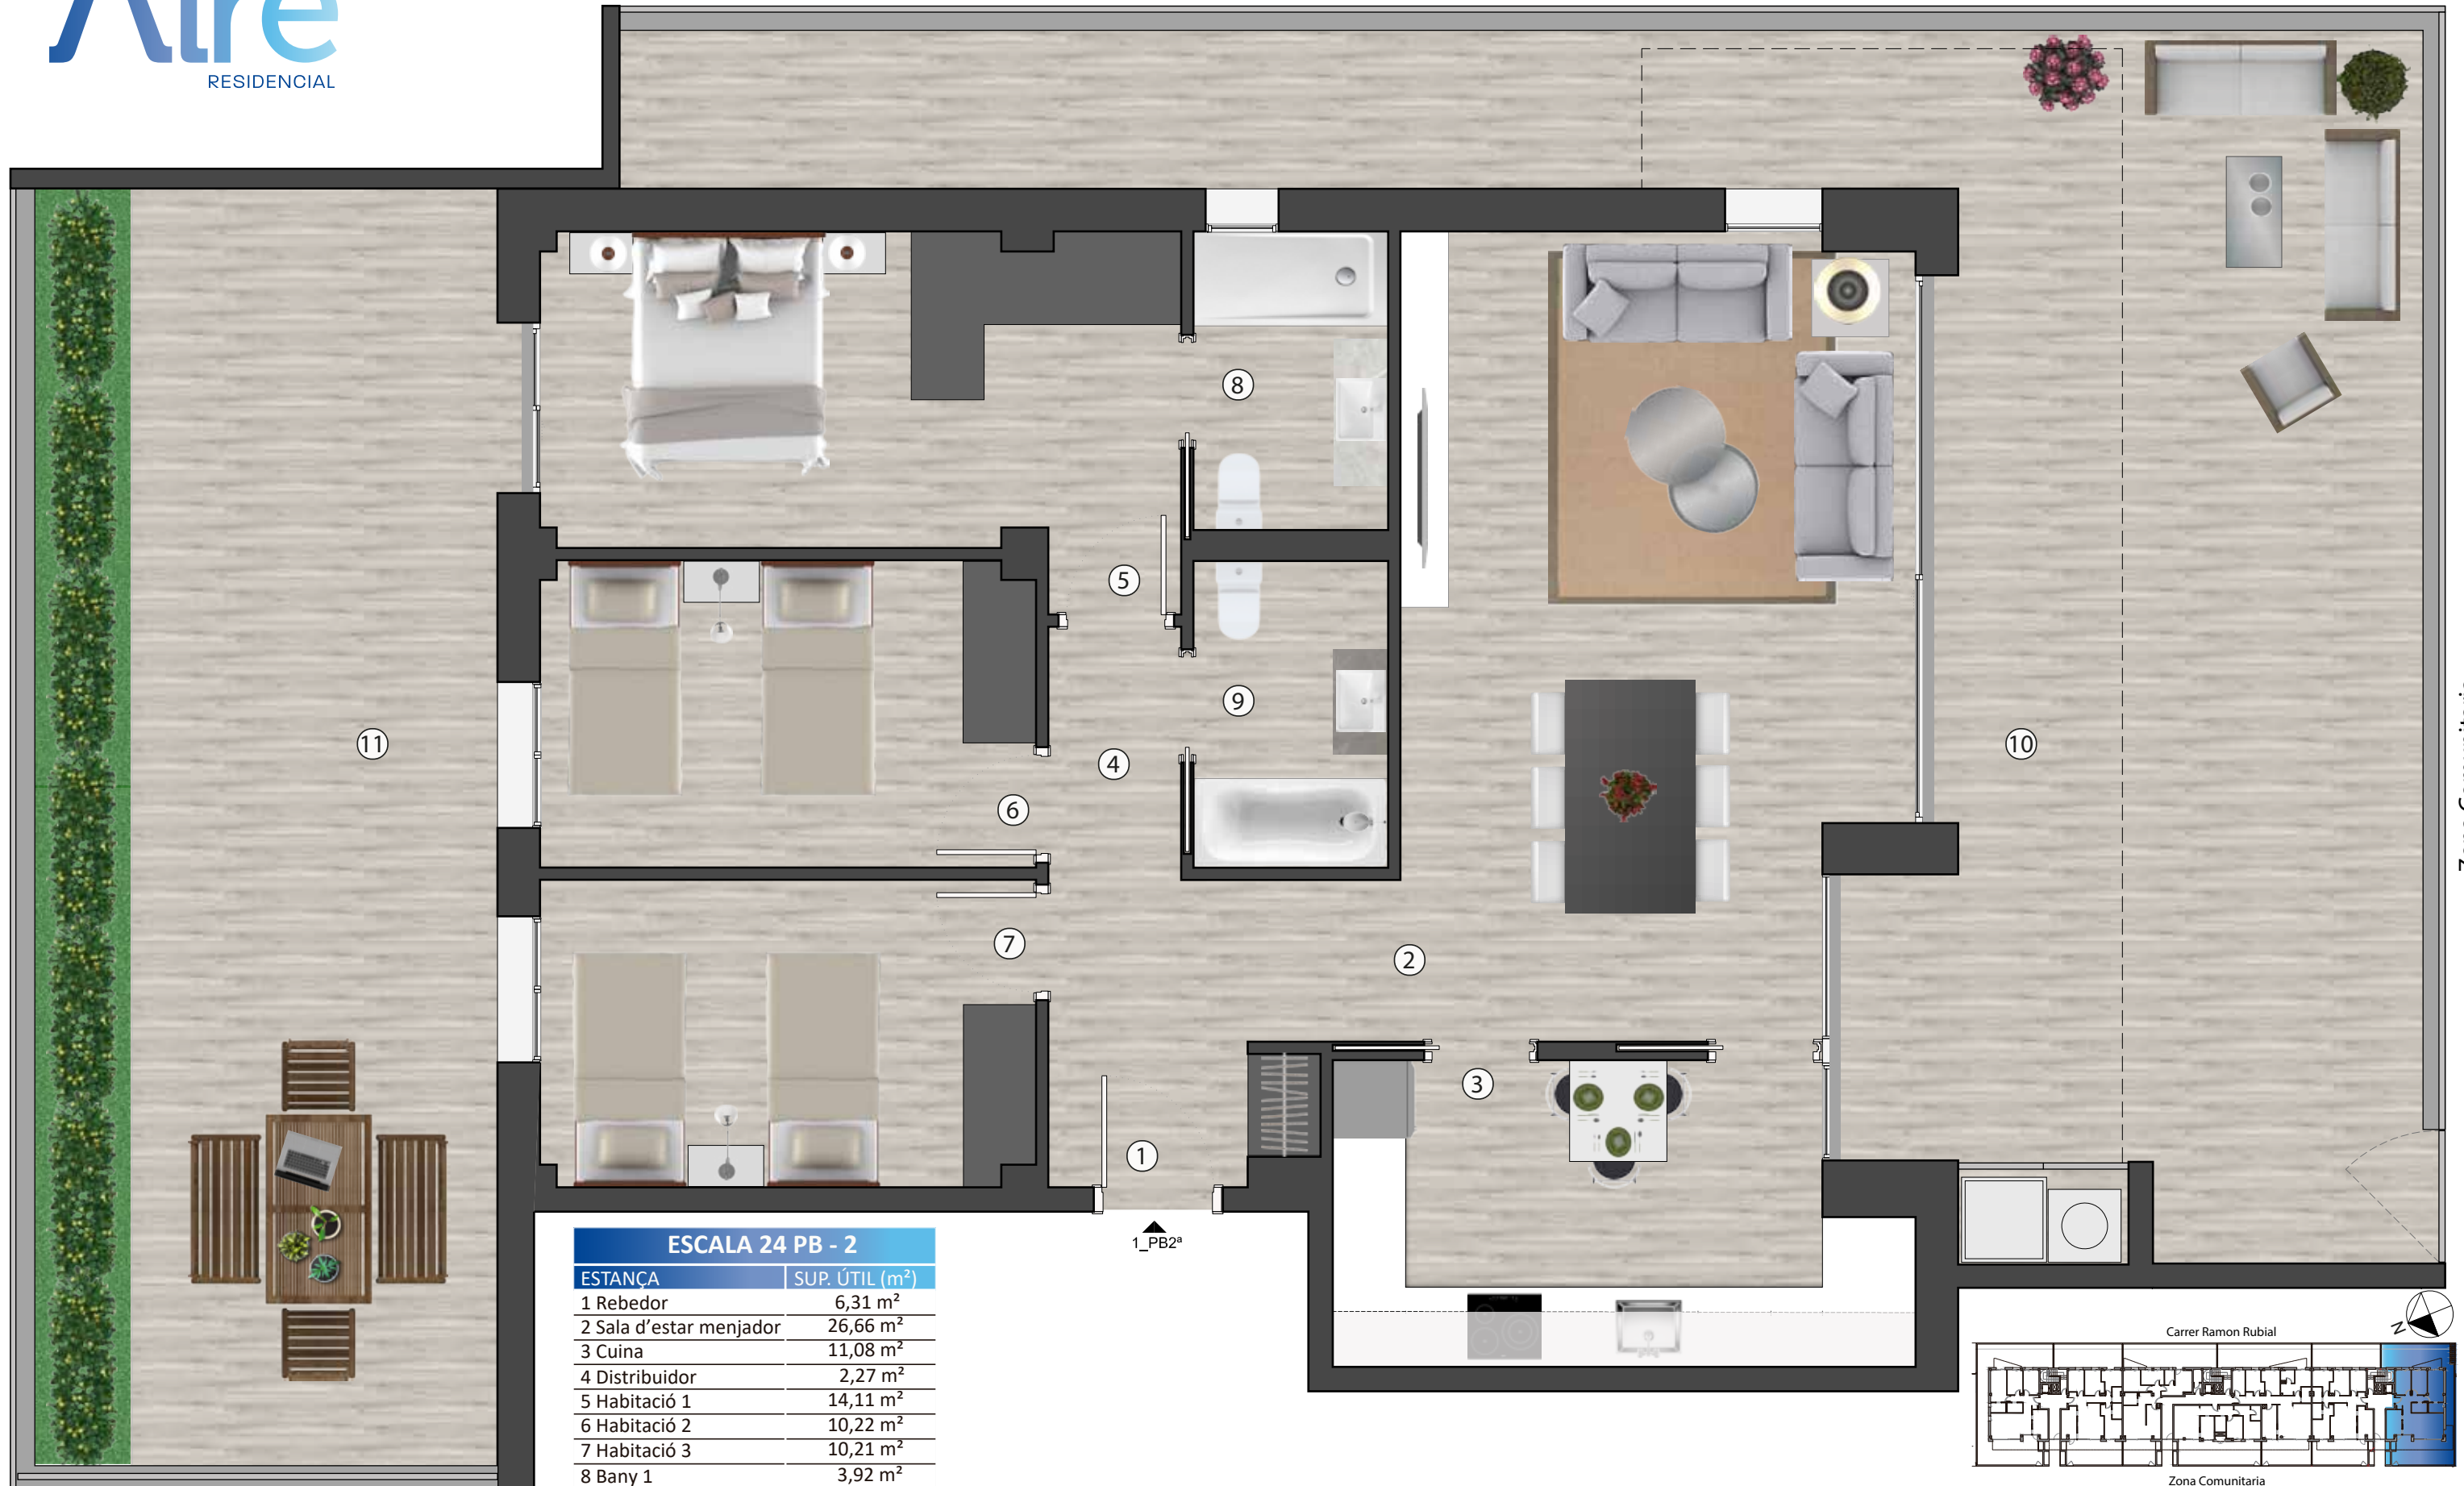 Aire
RESIDENCIAL
8
5
9
11
10
4
6
7
2
3
1
1_PB2ª
ESCALA 24 PB - 2
ESTANÇA SUP. ÚTIL (m²)
1 Rebedor 6,31 m²
2 Sala d’estar menjador 26,66 m²
3 Cuina 11,08 m²
4 Distribuidor 2,27 m²
5 Habitació 1 14,11 m²
6 Habitació 2 10,22 m²
7 Habitació 3 10,21 m²
8 Bany 1 3,92 m²
N
Carrer Ramon Rubial
Zona Comunitaria